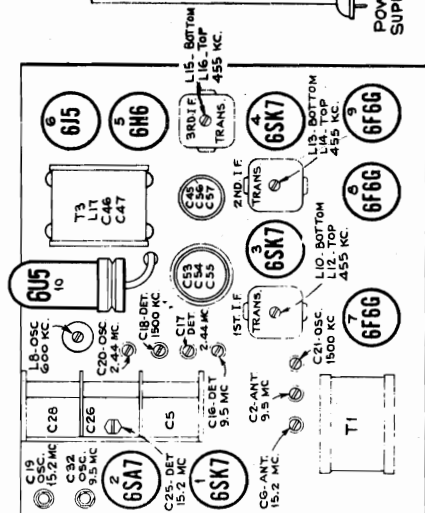 POW
SUPP
L15- BOTTOM
L16-TOP
455 KC.
6
6J5
5
6H6
3RD.I.F.
TRANS.
4
6SK7
L13-BOTTOM
L14-TOP
455 KC.
9
6F6G
T3
L17
C46
C47
C45
C56
C57
2ND. I.F.
TRANS.
8
6F6G
6U5
10
C53
C54
C55
3
6SK7
L10-BOTTOM
L12-TOP
455 KC.
1ST.I.F.
TRANS.
7
6F6G
L8-OSC
600 KC.
C20-OSC
2.44 MC.
C18-DET.
1500 KC.
C17
DET.
2.44 MC
C16-DET
9.5 MC
C21-OSC.
1500 KC
C2-ANT.
9.5 MC
C6-ANT.
15.2 MC.
C28
C26
C5
T1
C19
OSC.
15.2 MC
C32
OSC.
9.5 MC
2
6SA7
C25-DET
15.2 MC
1
6SK7